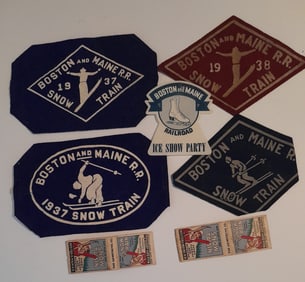 BOSTON AND MAINE R.R.
19 37
SNOW TRAIN
BOSTON AND MAINE R.R.
19 38
SNOW TRAIN
BOSTON and MAINE
RAILROAD
ICE SHOW PARTY
BOSTON AND MAINE R.R.
1937 SNOW TRAIN
BOSTON AND MAINE R.R.
SNOW TRAIN